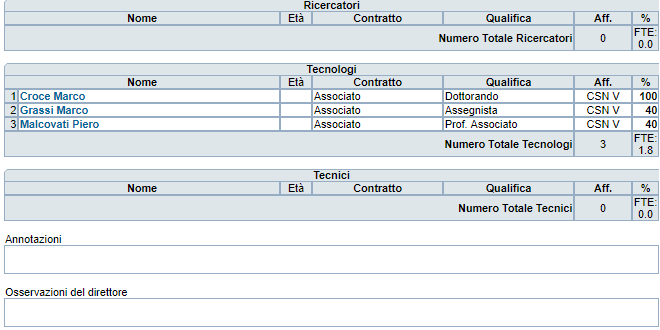 Ricercatori
Nome Età Contratto Qualifica Aff. %
Numero Totale Ricercatori 0 FTE: 0.0
Tecnologi
Nome Età Contratto Qualifica Aff. %
1 Croce Marco Associato Dottorando CSN V 100
2 Grassi Marco Associato Assegnista CSN V 40
3 Malcovati Piero Associato Prof. Associato CSN V 40
Numero Totale Tecnologi 3 FTE: 1.8
Tecnici
Nome Età Contratto Qualifica Aff. %
Numero Totale Tecnici 0 FTE: 0.0
Annotazioni
Osservazioni del direttore